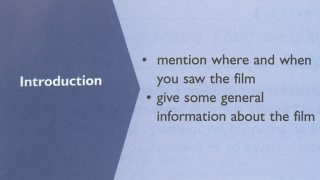 Introduction
• mention where and when
you saw the film
• give some general
information about the film